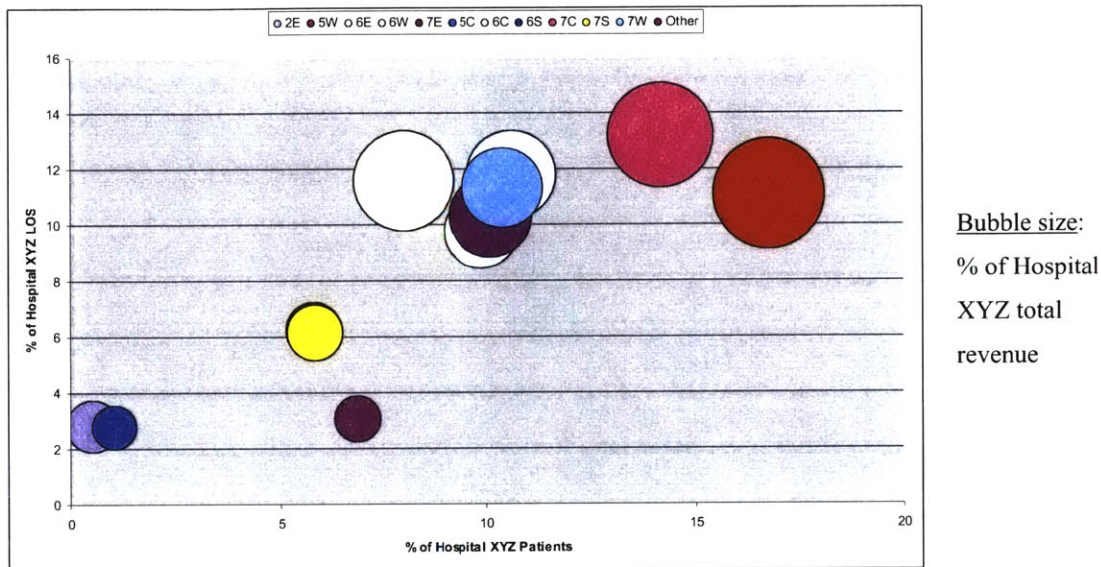 2E 5W 6E 6W 7E 5C 6C 6S 7C 7S 7W Other
16
14
12
10
8
6
4
2
0
% of Hospital XYZ LOS
0 5 10 15 20
% of Hospital XYZ Patients
Bubble size:
% of Hospital
XYZ total
revenue